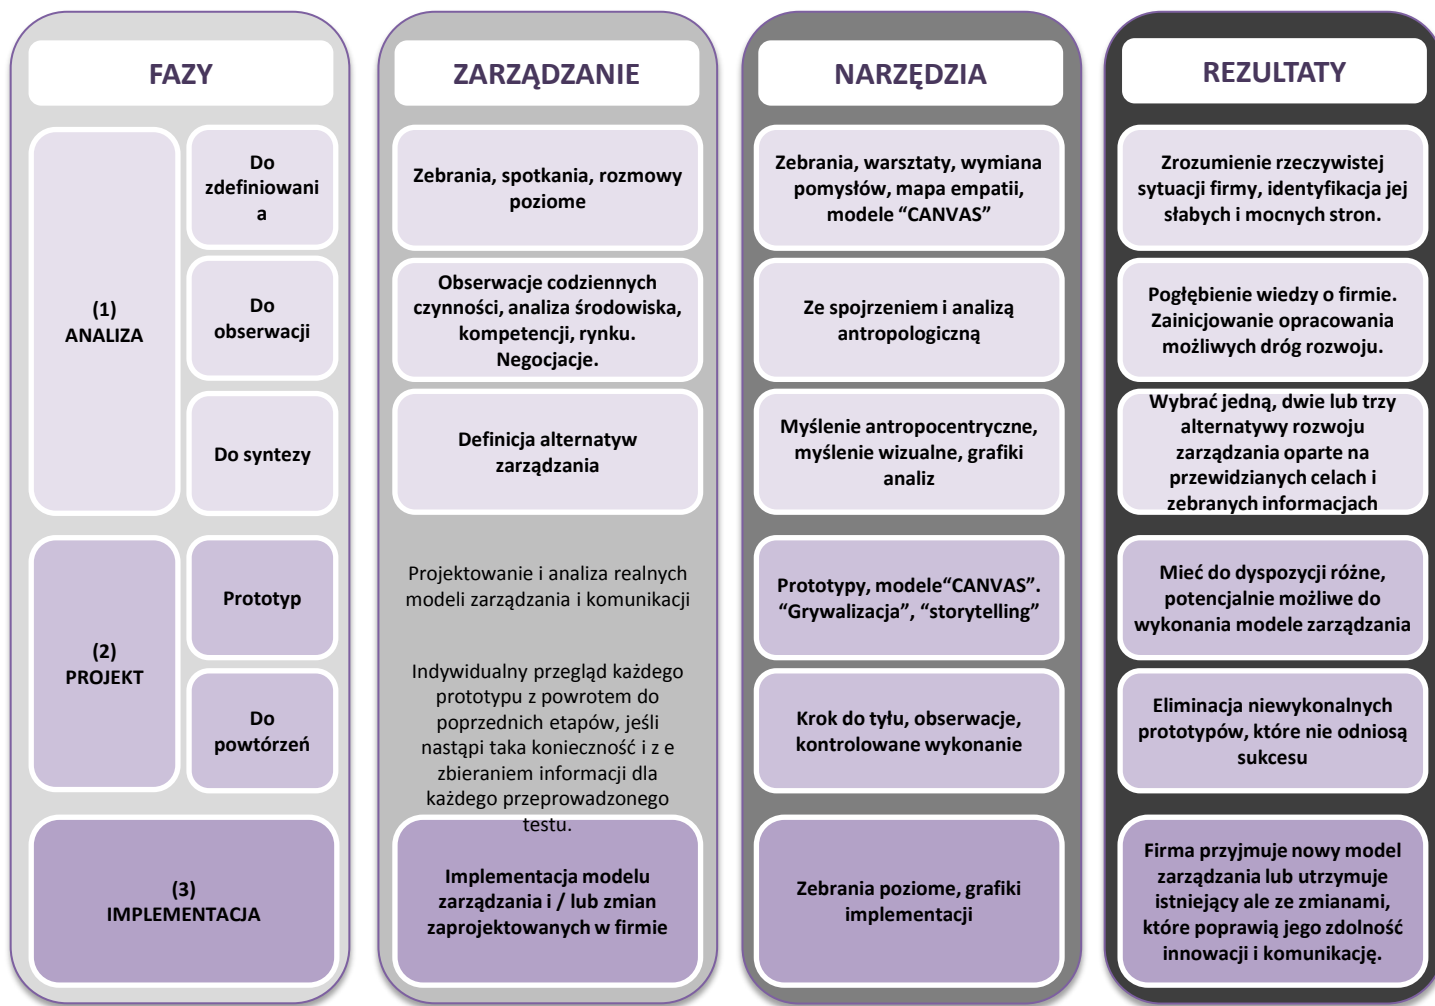 FAZY
ZARZĄDZANIE
NARZĘDZIA
REZULTATY
(1)
ANALIZA
Do
zdefiniowani
a
Zebrania, spotkania, rozmowy
poziome
Zebrania, warsztaty, wymiana
pomysłów, mapa empatii,
modele “CANVAS”
Zrozumienie rzeczywistej
sytuacji firmy, identyfikacja jej
słabych i mocnych stron.
Do
obserwacji
Obserwacje codziennych
czynności, analiza środowiska,
kompetencji, rynku.
Negocjacje.
Ze spojrzeniem i analizą
antropologiczną
Pogłębienie wiedzy o firmie.
Zainicjowanie opracowania
możliwych dróg rozwoju.
Do syntezy
Definicja alternatyw
zarządzania
Myślenie antropocentryczne,
myślenie wizualne, grafiki
analiz
Wybrać jedną, dwie lub trzy
alternatywy rozwoju
zarządzania oparte na
przewidzianych celach i
zebranych informacjach
(2)
PROJEKT
Prototyp
Projektowanie i analiza realnych
modeli zarządzania i komunikacji
Prototypy, modele“CANVAS”.
“Grywalizacja”, “storytelling”
Mieć do dyspozycji różne,
potencjalnie możliwe do
wykonania modele zarządzania
Do
powtórzeń
Indywidualny przegląd każdego
prototypu z powrotem do
poprzednich etapów, jeśli
nastąpi taka konieczność i z e
zbieraniem informacji dla
każdego przeprowadzonego
testu.
Krok do tyłu, obserwacje,
kontrolowane wykonanie
Eliminacja niewykonalnych
prototypów, które nie odniosą
sukcesu
(3)
IMPLEMENTACJA
Implementacja modelu
zarządzania i / lub zmian
zaprojektowanych w firmie
Zebrania poziome, grafiki
implementacji
Firma przyjmuje nowy model
zarządzania lub utrzymuje
istniejący ale ze zmianami,
które poprawią jego zdolność
innowacji i komunikację.